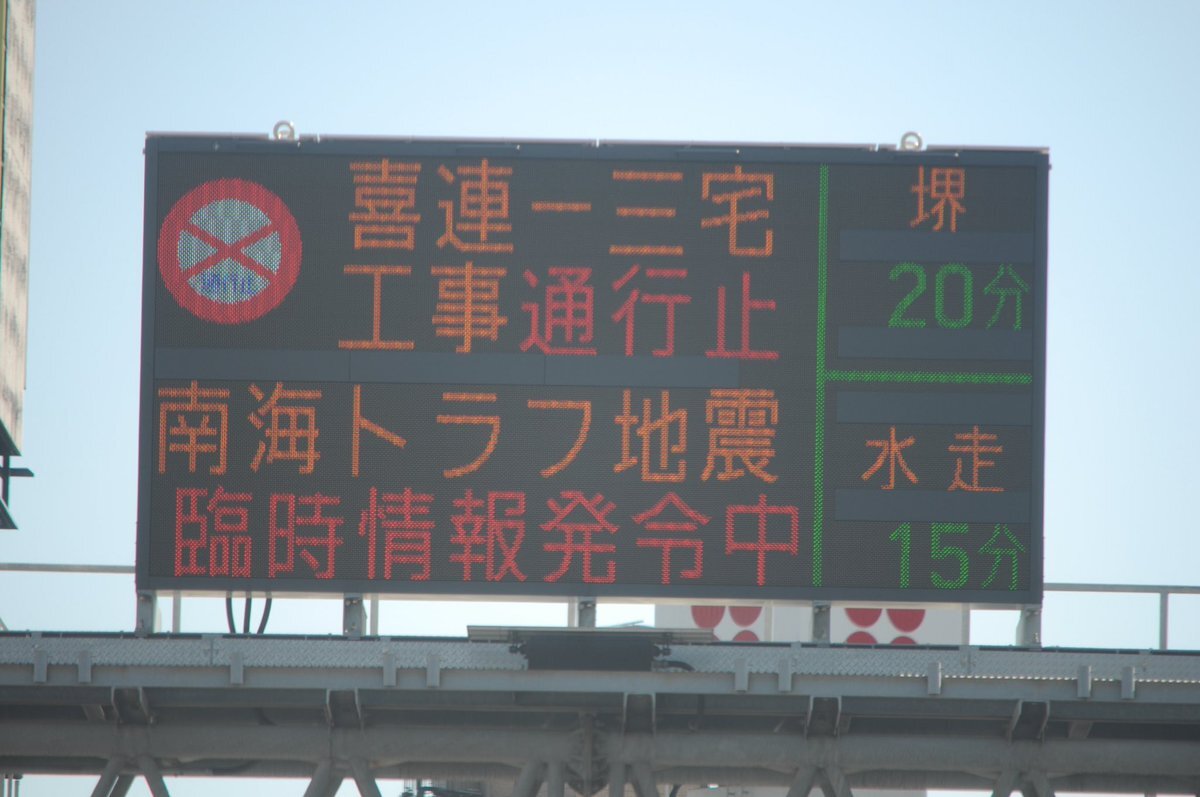 喜連ー三宅
工事通行止
南海トラフ地震
臨時情報発令中
堺
20分
水走
15分